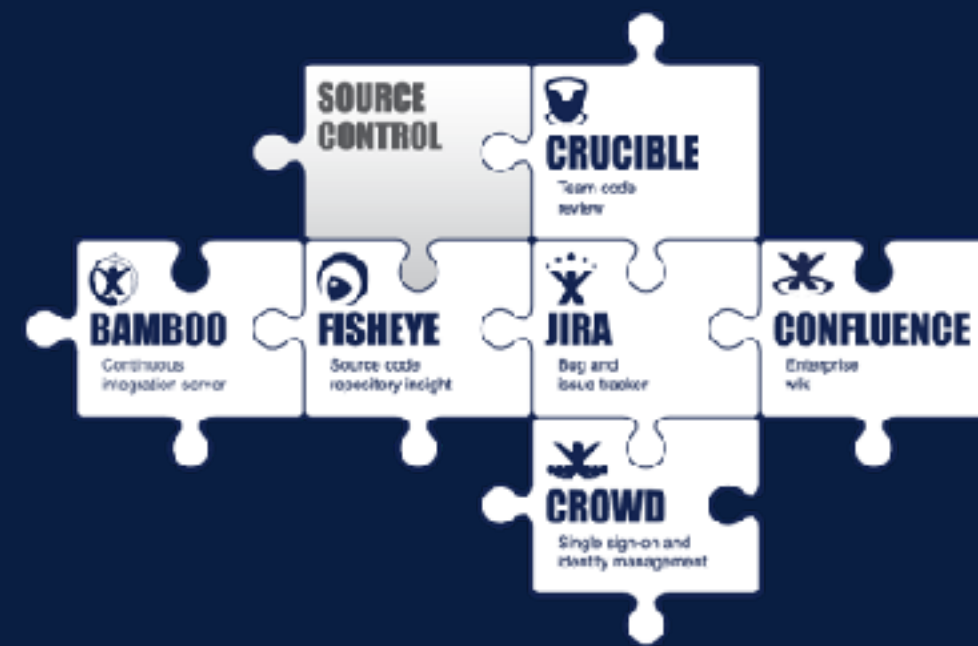 SOURCE
CONTROL
CRUCIBLE
Team code
review
BAMBOO
Continuous
integration server
FISHEYE
Source code
repository insight
JIRA
Bug and
issue tracker
CONFLUENCE
Enterprise
wiki
CROWD
Single sign-on and
identity management